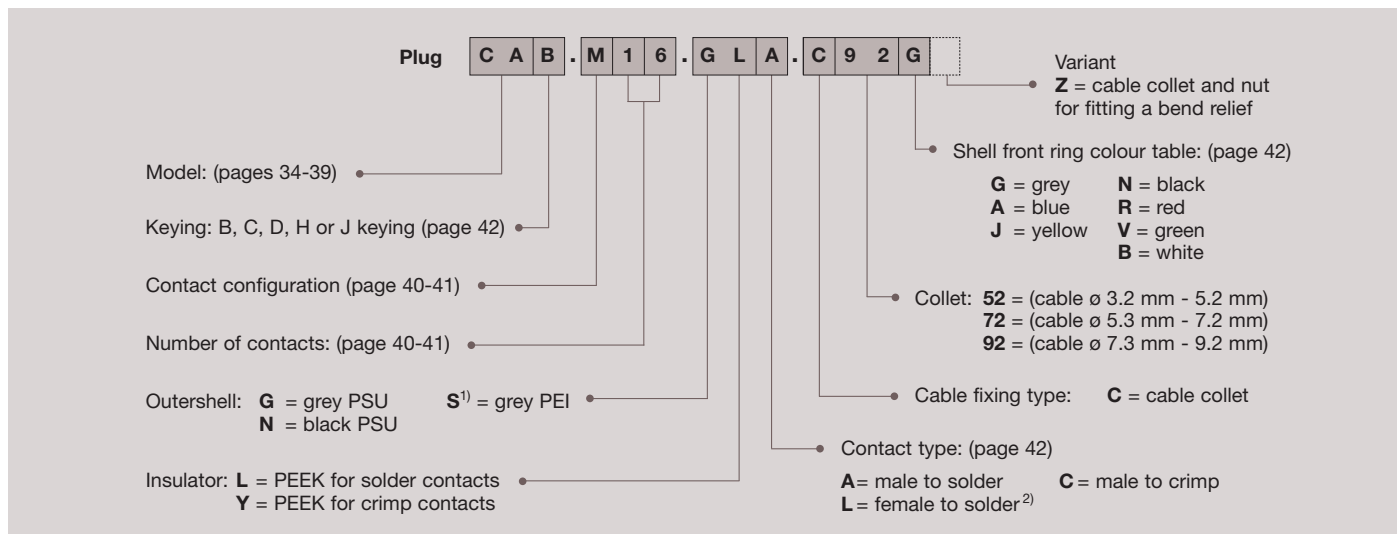 Plug C A B . M 1 6 . G L A . C 9 2 G
Variant
Z = cable collet and nut
for fitting a bend relief
Shell front ring colour table: (page 42)
G = grey N = black
A = blue R = red
J = yellow V = green
B = white
Model: (pages 34-39)
Keying: B, C, D, H or J keying (page 42)
Contact configuration (page 40-41)
Number of contacts: (page 40-41)
Collet: 52 = (cable ø 3.2 mm - 5.2 mm)
72 = (cable ø 5.3 mm - 7.2 mm)
92 = (cable ø 7.3 mm - 9.2 mm)
Outershell: G = grey PSU S1) = grey PEI
N = black PSU
Cable fixing type: C = cable collet
Insulator: L = PEEK for solder contacts
Y = PEEK for crimp contacts
Contact type: (page 42)
A= male to solder C = male to crimp
L= female to solder2)